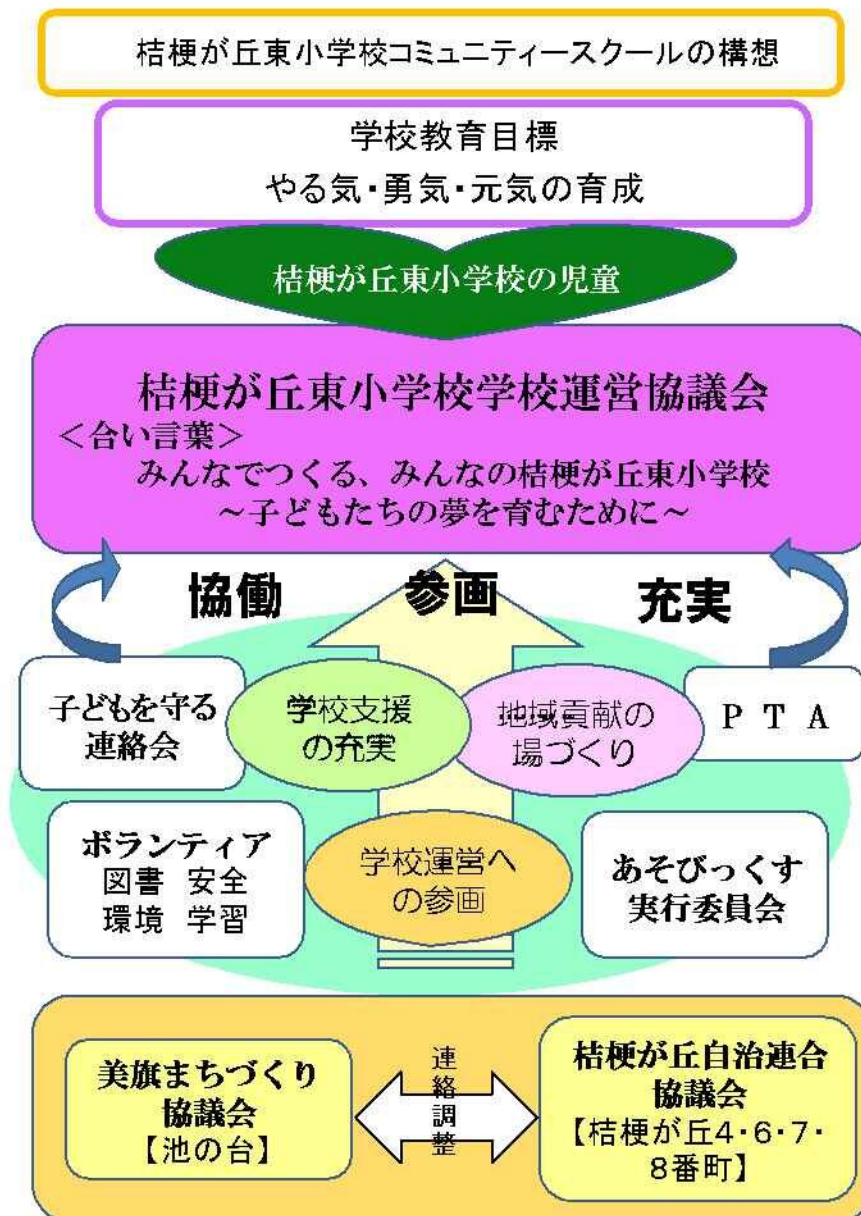 桔梗が丘東小学校コミュニティースクールの構想
学校教育目標
やる気・勇気・元気の育成
桔梗が丘東小学校の児童
桔梗が丘東小学校学校運営協議会
＜合い言葉＞
みんなでつくる、みんなの桔梗が丘東小学校
～子どもたちの夢を育むために～
協働
参画
充実
子どもを守る
連絡会
学校支援
の充実
地域貢献の
場づくり
ＰＴＡ
ボランティア
図書 安全
環境 学習
学校運営へ
の参画
あそびっくす
実行委員会
美旗まちづくり
協議会
【池の台】
連絡調整
桔梗が丘自治連合
協議会
【桔梗が丘4・6・7・
8番町】